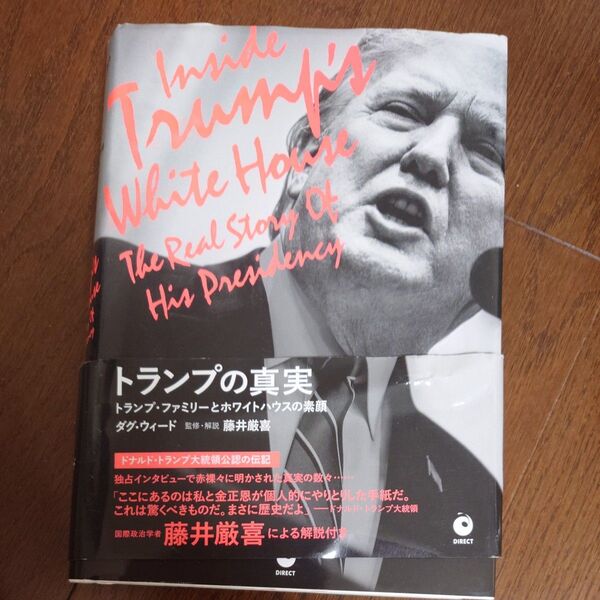 Inside
Trump's
White House
The Real Story Of
His Presidency
トランプの真実
トランプ・ファミリーとホワイトハウスの素顔
ダグ・ウィード 監修・解説 藤井厳喜
ドナルド・トランプ大統領公認の伝記
独占インタビューで赤裸々に明かされた真実の数々……
「ここにあるのは私と金正恩が個人的にやりとりした手紙だ。
これは驚くべきものだ。まさに歴史だよ」──ドナルド・トランプ大統領
国際政治学者 藤井厳喜による解説付き
DIRECT
DIRECT